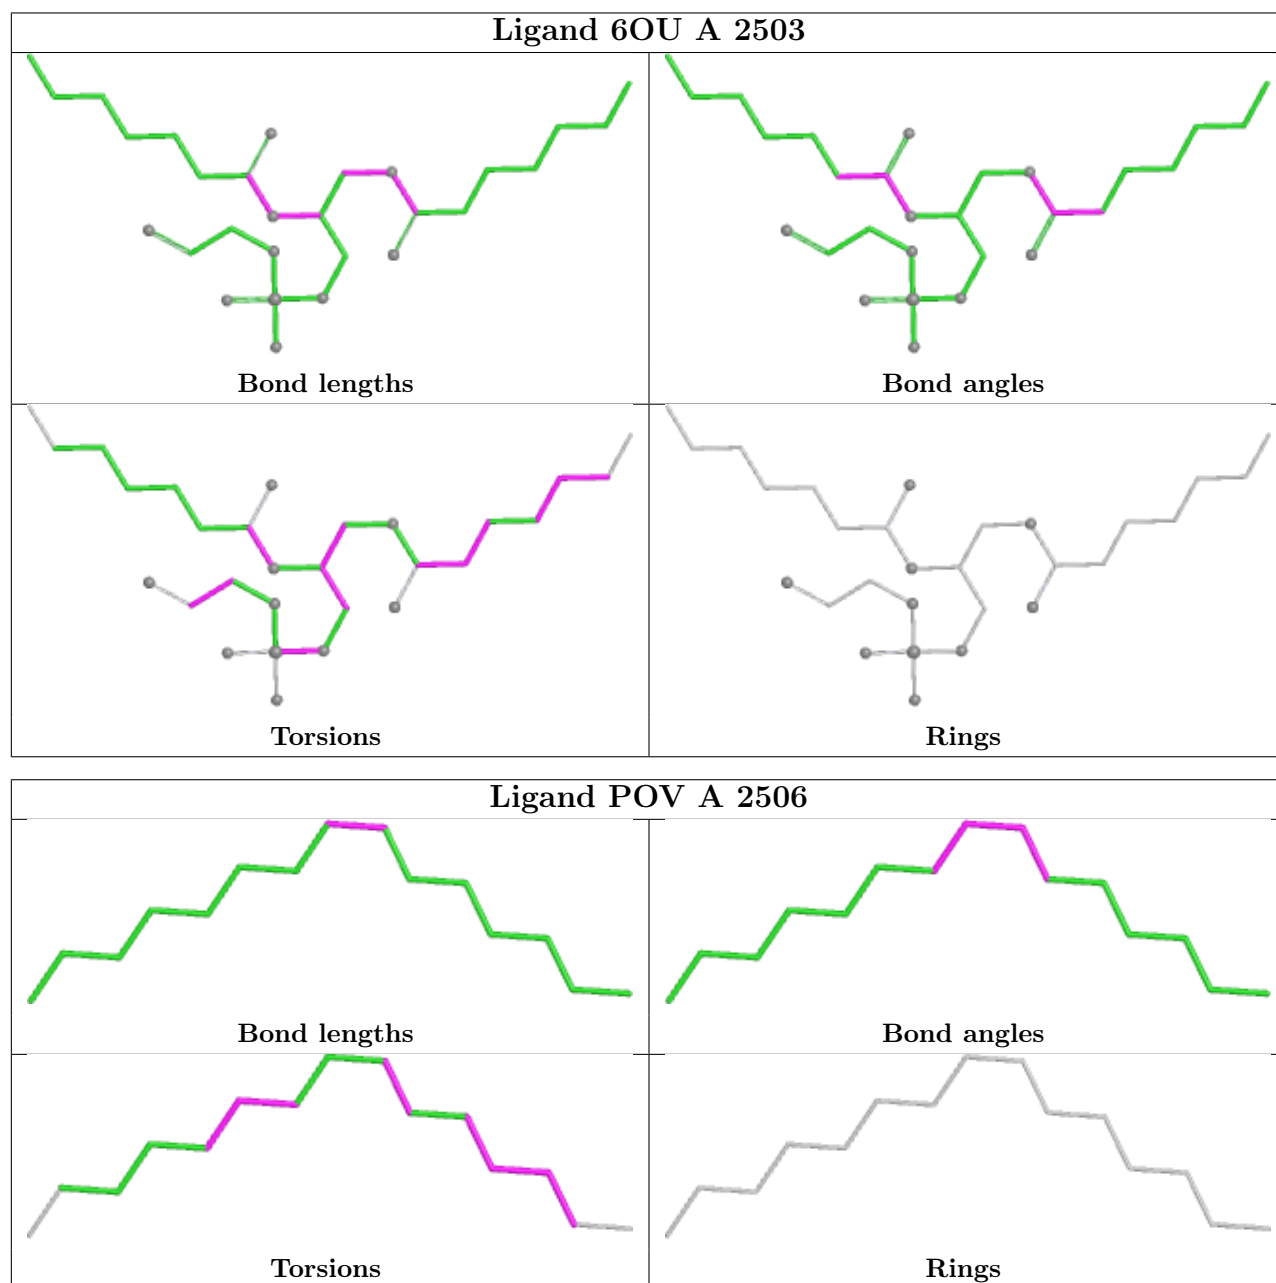 Ligand 6OU A 2503
Bond lengths
Bond angles
Torsions
Rings
Ligand POV A 2506
Bond lengths
Bond angles
Torsions
Rings